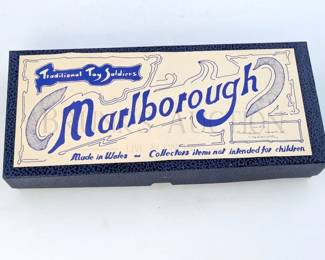 Traditional Toy Soldiers
Marlborough
Made in Wales ~ Collectors items not intended for children